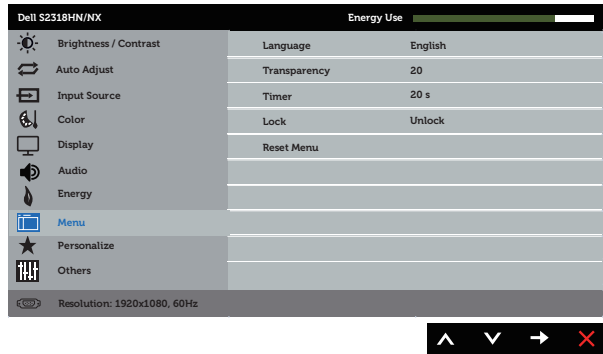 Dell S2318HN/NX Energy Use
Brightness / Contrast
Language English
Auto Adjust
Transparency 20
Input Source
Timer 20 s
Color
Lock Unlock
Display
Reset Menu
Audio
Energy
Menu
Personalize
Others
Resolution: 1920x1080, 60Hz